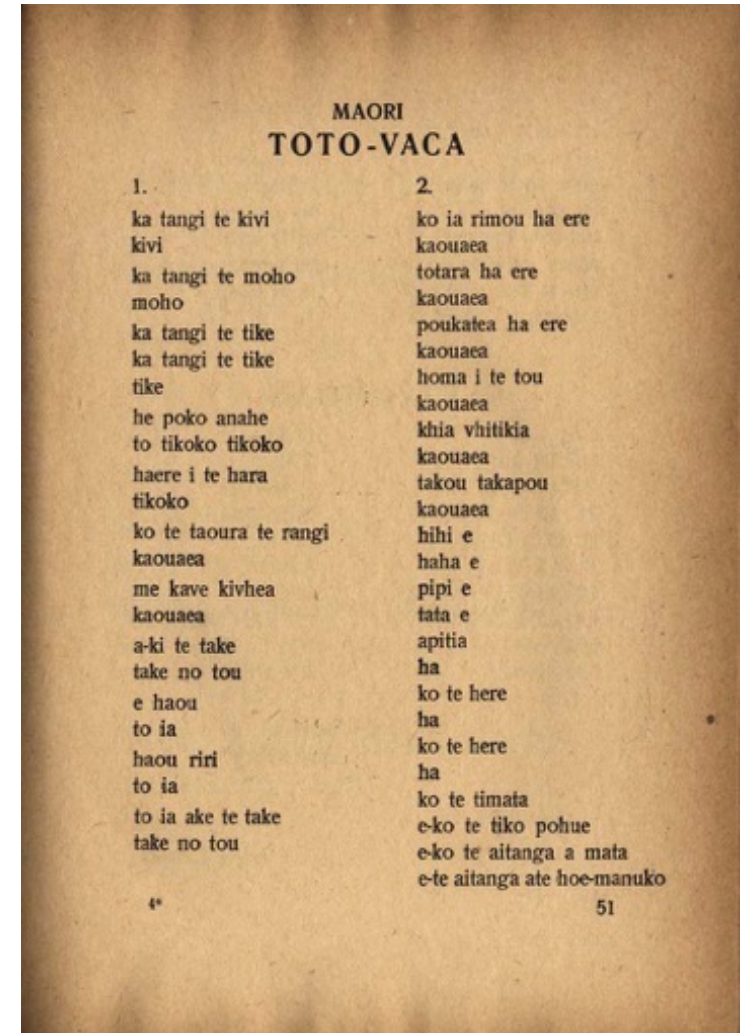 MAORI
TOTO-VACA
1.
ka tangi te kivi
kivi
ka tangi te moho
moho
ka tangi te tike
ka tangi te tike
tike
he poko anahe
to tikoko tikoko
haere i te hara
tikoko
ko te taoura te rangi
kaouaea
me kave kivhea
kaouaea
a-ki te take
take no tou
e haou
to ia
haou riri
to ia
to ia ake te take
take no tou
2.
ko ia rimou ha ere
kaouaea
totara ha ere
kaouaea
poukatea ha ere
kaouaea
homa i te tou
kaouaea
khia vhitikia
kaouaea
takou takapou
kaouaea
hihi e
haha e
pipi e
tata e
apitia
ha
ko te here
ha
ko te here
ha
ko te timata
e-ko te tiko pohue
e-ko te aitanga a mata
e-te aitanga ate hoe-manuko
4*
51